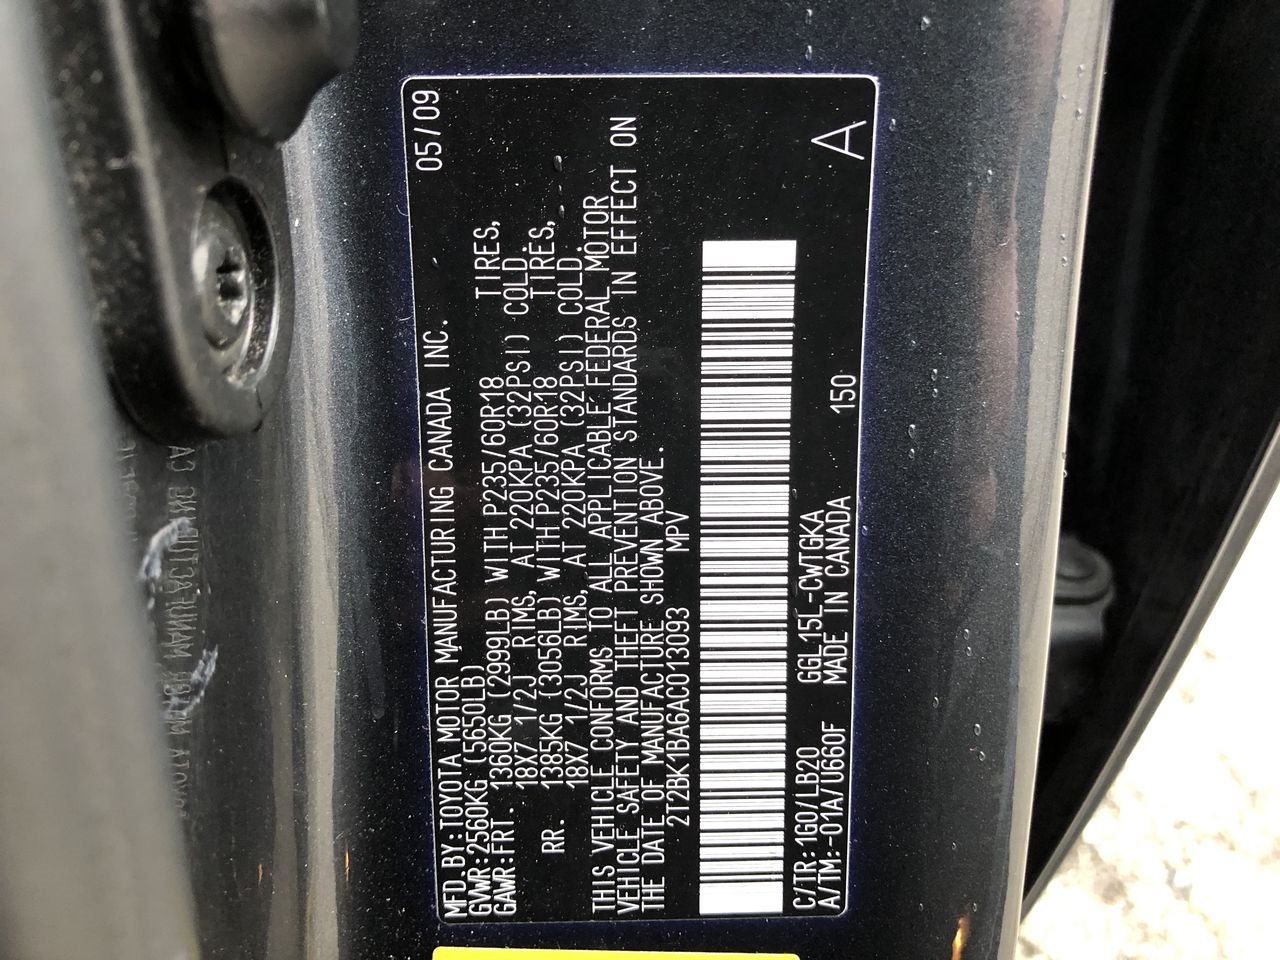 MFD.BY:TOYOTA MOTOR MANUFACTURING CANADA INC. 05/09
GVWR:2560KG (5650LB)
GAWR:FRT. 1360KG (2999LB) WITH P235/60R18 TIRES,
18X7 1/2J RIMS, AT 220KPA (32PSI) COLD.
RR. 1385KG (3056LB) WITH P235/60R18 TIRES,
18X7 1/2J RIMS, AT 220KPA (32PSI) COLD.
THIS VEHICLE CONFORMS TO ALL APPLICABLE FEDERAL MOTOR
VEHICLE SAFETY AND THEFT PREVENTION STANDARDS IN EFFECT ON
THE DATE OF MANUFACTURE SHOWN ABOVE.
2T2BK1BA6AC013093 MPV
C/TR:1G0/LB20 GGL15L-CWTGKA
A/TM:-01A/U660F MADE IN CANADA 150 A